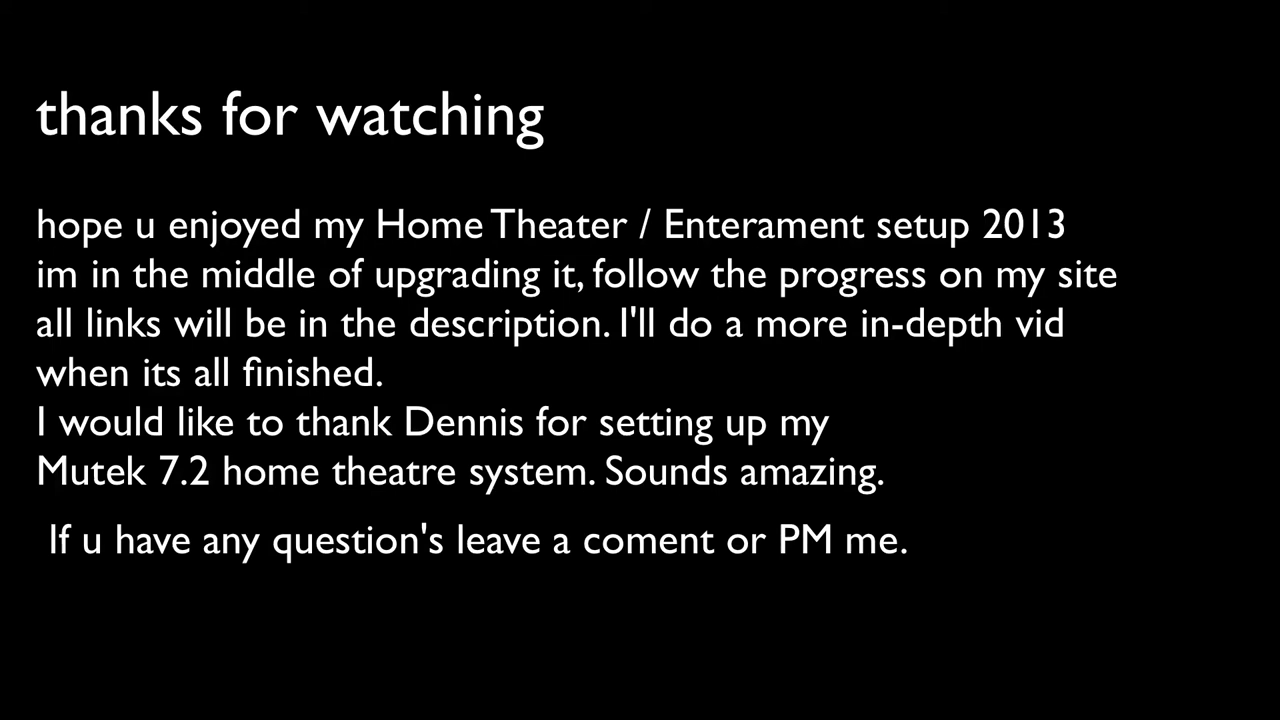 thanks for watching
hope u enjoyed my Home Theater / Enterament setup 2013
im in the middle of upgrading it, follow the progress on my site
all links will be in the description. I'll do a more in-depth vid
when its all finished.
I would like to thank Dennis for setting up my
Mutek 7.2 home theatre system. Sounds amazing.
If u have any question's leave a coment or PM me.